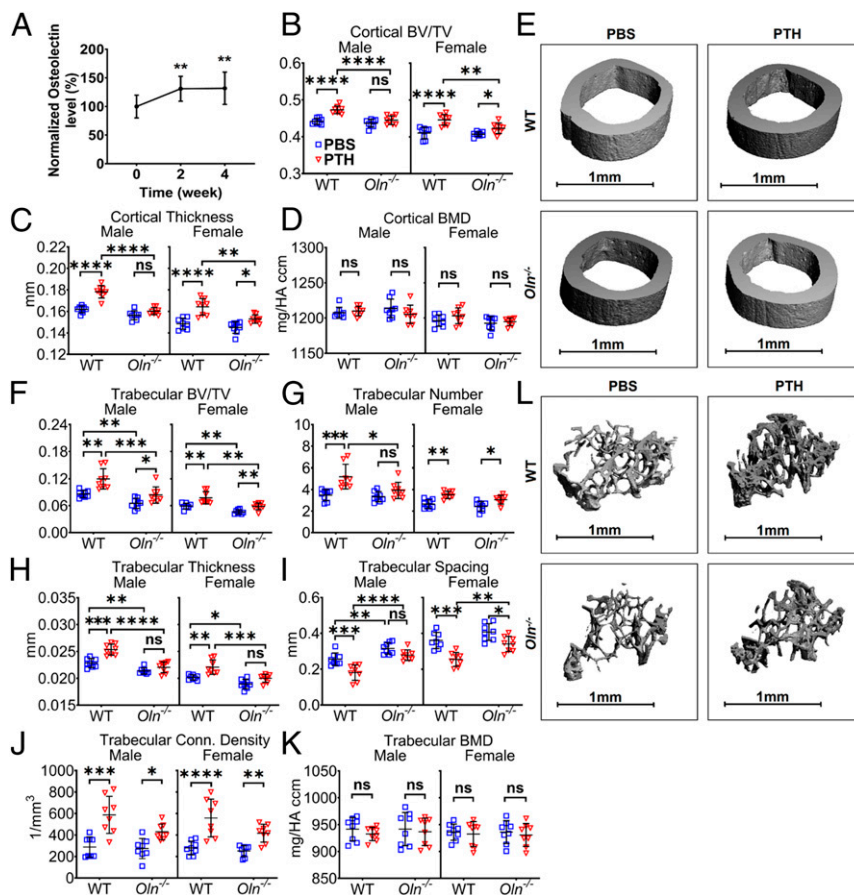 A
Normalized Osteolectin
level (%)
200
150
100
50
0
** **
0 2 4
Time (week)
B
Cortical BV/TV
Male Female
****
**** ns
**
**** *
0.6
0.5
0.4
0.3
PBS
PTH
WT Oln-/- WT Oln-/-
C
Cortical Thickness
Male Female
mm
0.20
0.18
0.16
0.14
0.12
****
**** ns
**
**** *
WT Oln-/- WT Oln-/-
D
Cortical BMD
Male Female
mg/HA ccm
1300
1250
1200
1150
ns ns ns ns
WT Oln-/- WT Oln-/-
E
PBS PTH
WT
1mm 1mm
Oln-/-
1mm 1mm
F
Trabecular BV/TV
Male Female
0.24
0.18
0.12
0.06
0.00
**
** ***
*
**
** **
**
WT Oln-/- WT Oln-/-
G
Trabecular Number
Male Female
10
8
6
4
2
0
*** *
ns
** *
WT Oln-/- WT Oln-/-
H
Trabecular Thickness
Male Female
mm
0.035
0.030
0.025
0.020
0.015
**
*** ****
ns
*
** ***
ns
WT Oln-/- WT Oln-/-
I
Trabecular Spacing
Male Female
mm
0.6
0.4
0.2
0.0
****
** ns
***
**
*** *
WT Oln-/- WT Oln-/-
J
Trabecular Conn. Density
Male Female
1/mm3
1000
800
600
400
200
0
*** * **** **
WT Oln-/- WT Oln-/-
K
Trabecular BMD
Male Female
mg/HA ccm
1050
1000
950
900
850
ns ns ns ns
WT Oln-/- WT Oln-/-
L
PBS PTH
WT
1mm 1mm
Oln-/-
1mm 1mm